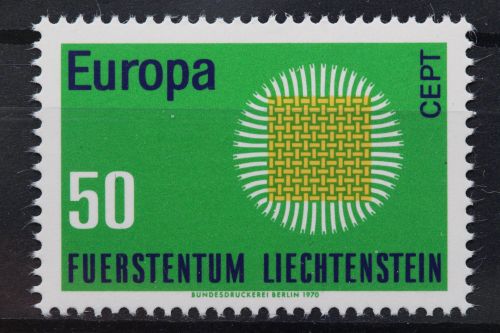 Europa
CEPT
50
FUERSTENTUM LIECHTENSTEIN
BUNDESDRUCKEREI BERLIN 1970